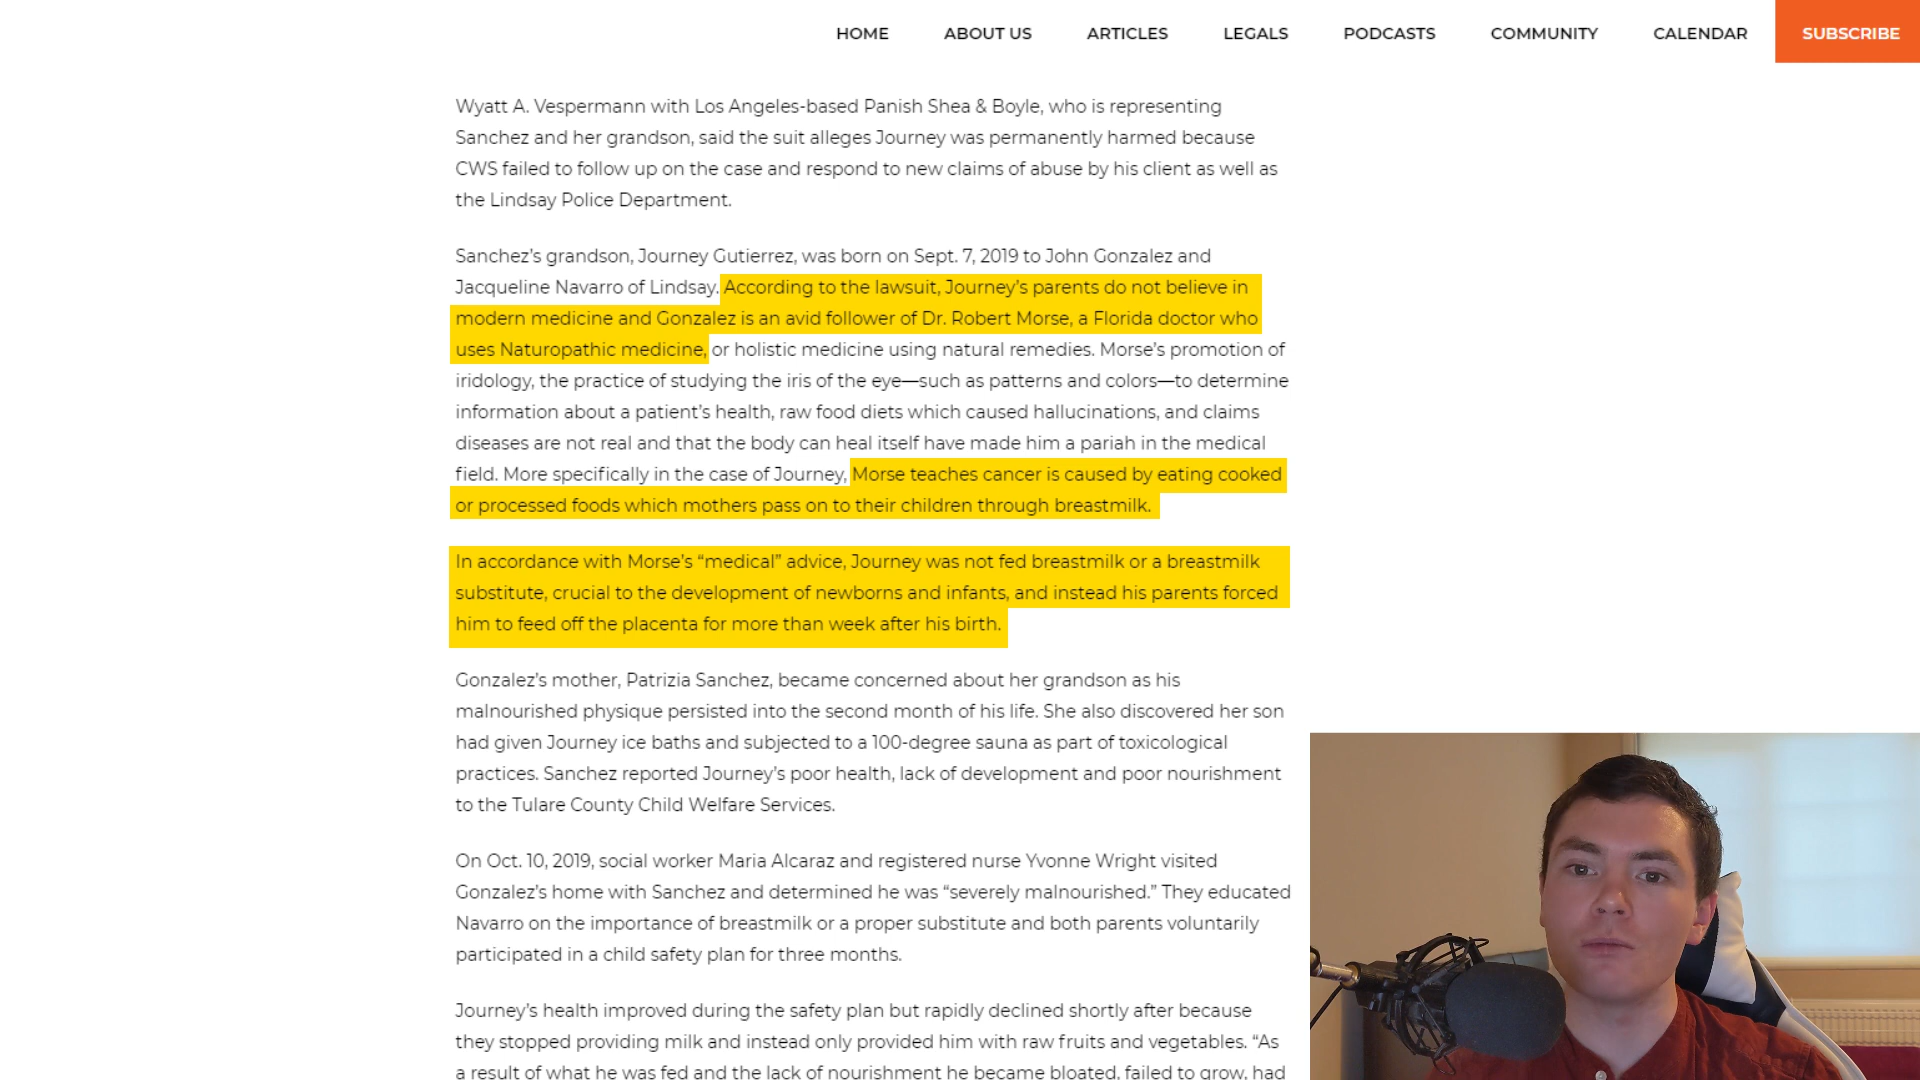 HOME ABOUT US ARTICLES LEGALS PODCASTS COMMUNITY CALENDAR SUBSCRIBE
Wyatt A. Vespermann with Los Angeles-based Panish Shea & Boyle, who is representing
Sanchez and her grandson, said the suit alleges Journey was permanently harmed because
CWS failed to follow up on the case and respond to new claims of abuse by his client as well as
the Lindsay Police Department.
Sanchez’s grandson, Journey Gutierrez, was born on Sept. 7, 2019 to John Gonzalez and
Jacqueline Navarro of Lindsay. According to the lawsuit, Journey’s parents do not believe in
modern medicine and Gonzalez is an avid follower of Dr. Robert Morse, a Florida doctor who
uses Naturopathic medicine, or holistic medicine using natural remedies. Morse’s promotion of
iridology, the practice of studying the iris of the eye—such as patterns and colors—to determine
information about a patient’s health, raw food diets which caused hallucinations, and claims
diseases are not real and that the body can heal itself have made him a pariah in the medical
field. More specifically in the case of Journey, Morse teaches cancer is caused by eating cooked
or processed foods which mothers pass on to their children through breastmilk.
In accordance with Morse’s “medical” advice, Journey was not fed breastmilk or a breastmilk
substitute, crucial to the development of newborns and infants, and instead his parents forced
him to feed off the placenta for more than week after his birth.
Gonzalez’s mother, Patrizia Sanchez, became concerned about her grandson as his
malnourished physique persisted into the second month of his life. She also discovered her son
had given Journey ice baths and subjected to a 100-degree sauna as part of toxicological
practices. Sanchez reported Journey’s poor health, lack of development and poor nourishment
to the Tulare County Child Welfare Services.
On Oct. 10, 2019, social worker Maria Alcaraz and registered nurse Yvonne Wright visited
Gonzalez’s home with Sanchez and determined he was “severely malnourished.” They educated
Navarro on the importance of breastmilk or a proper substitute and both parents voluntarily
participated in a child safety plan for three months.
Journey’s health improved during the safety plan but rapidly declined shortly after because
they stopped providing milk and instead only provided him with raw fruits and vegetables. “As
a result of what he was fed and the lack of nourishment he became bloated, failed to grow, had